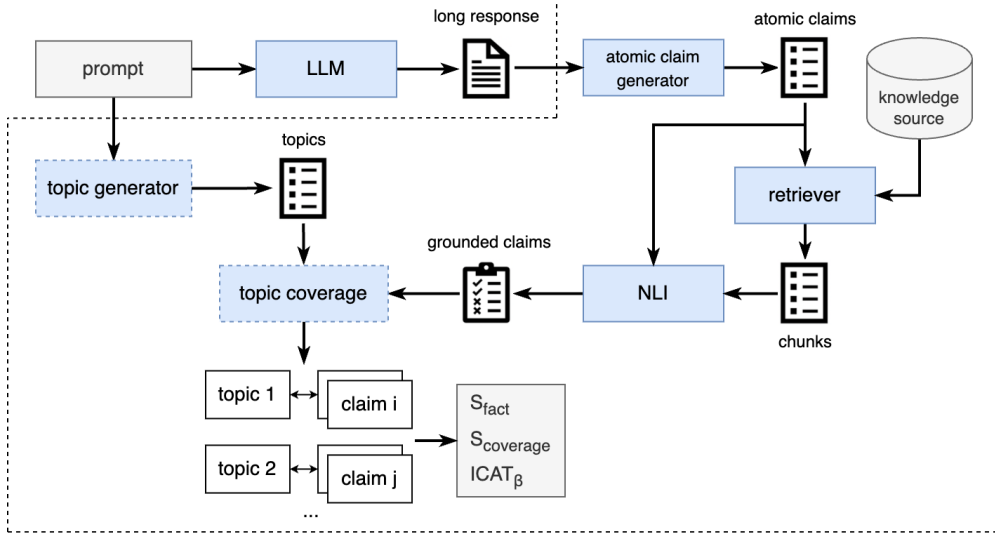 long response
atomic claims
prompt
LLM
atomic claim
generator
knowledge
source
topics
topic generator
retriever
grounded claims
topic coverage
NLI
chunks
topic 1
claim i
S_fact
topic 2
claim j
S_coverage
ICAT_β
...